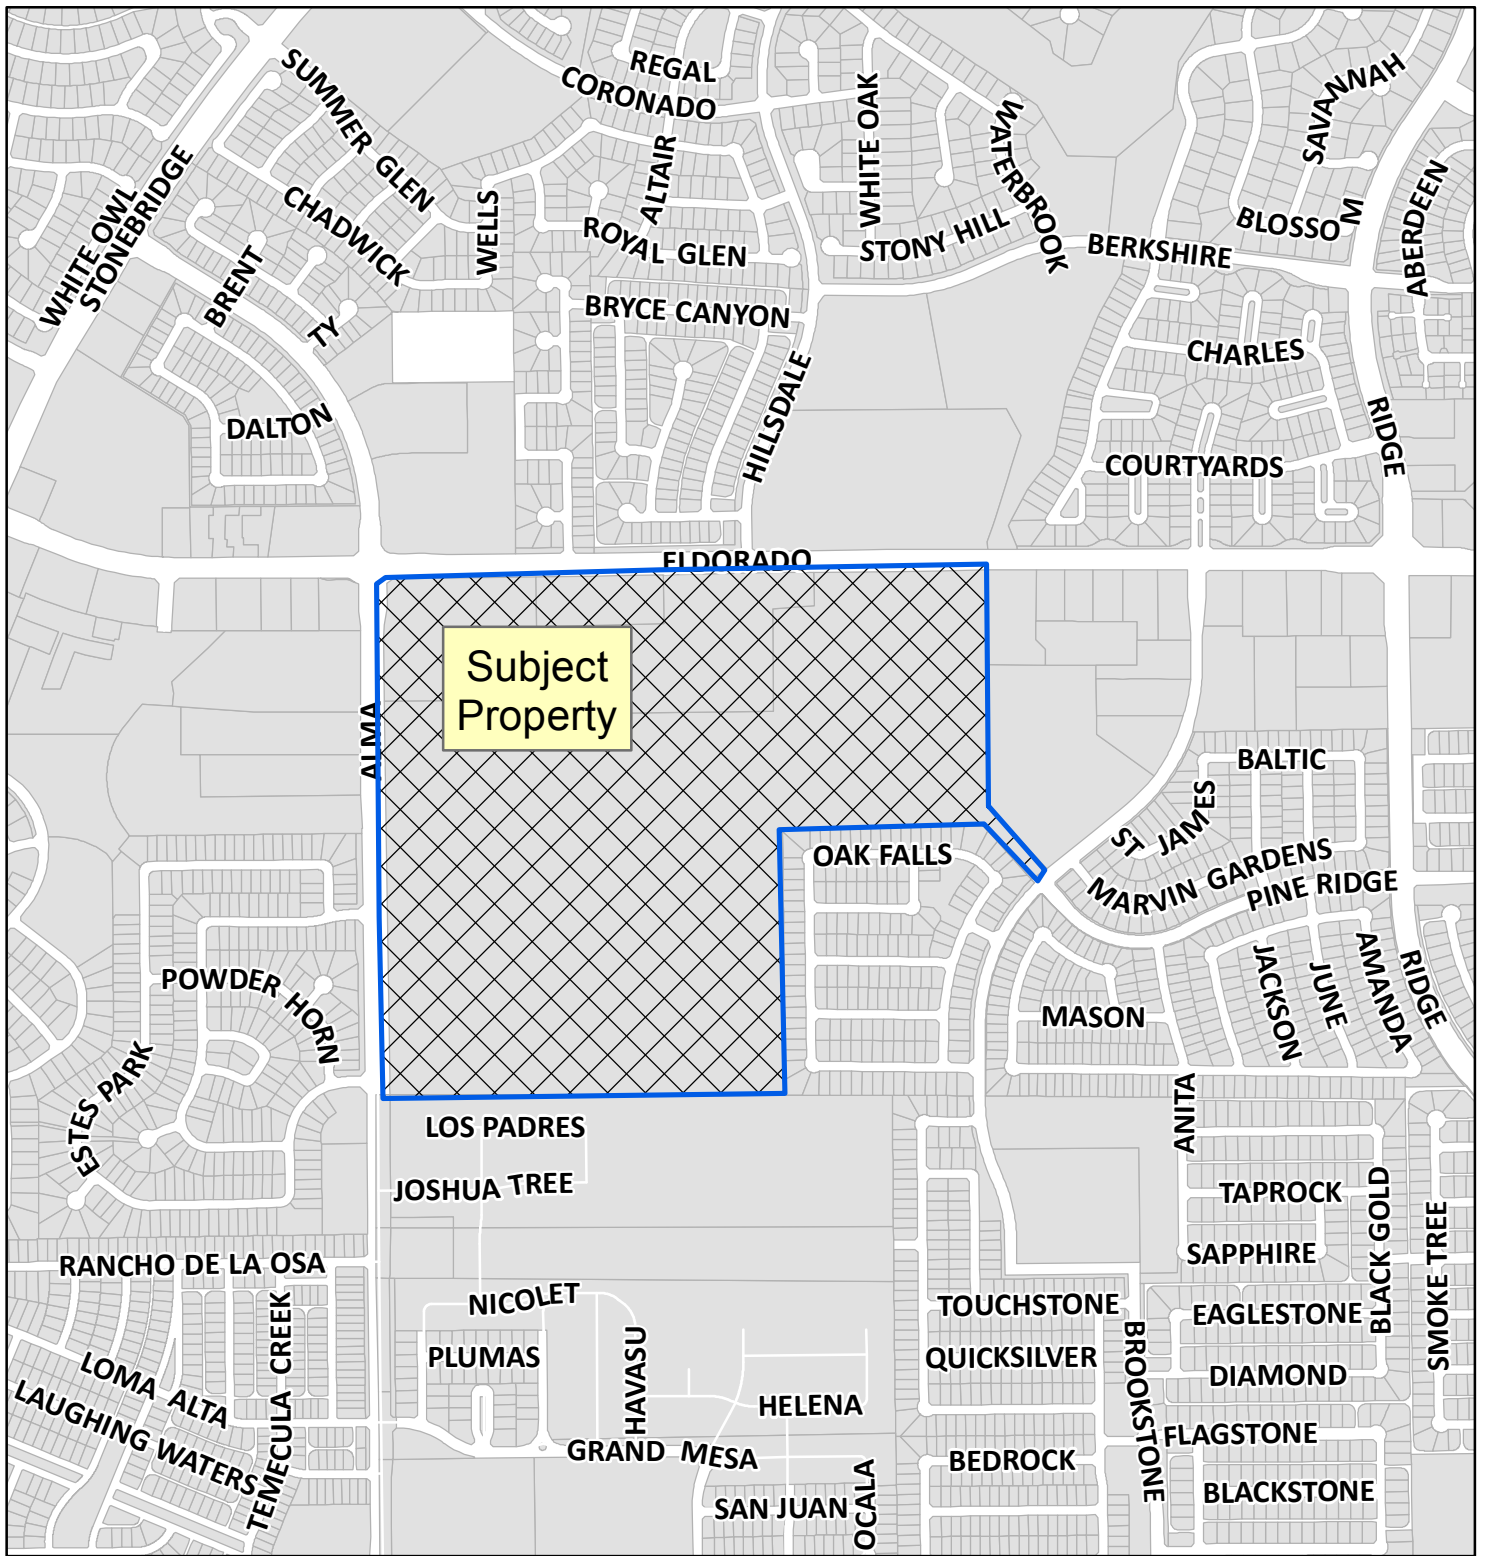 REGAL
CORONADO
SUMMER GLEN
WHITE OAK
SAVANNAH
WATERBROOK
ALTAIR
WHITE OWL
STONEBRIDGE
CHADWICK
WELLS
ROYAL GLEN
STONY HILL
BERKSHIRE
BLOSSOM
ABERDEEN
BRENT
TY
BRYCE CANYON
CHARLES
DALTON
HILLSDALE
COURTYARDS
RIDGE
ELDORADO
Subject
Property
ALMA
BALTIC
ST JAMES
OAK FALLS
MARVIN GARDENS
PINE RIDGE
POWDER HORN
JACKSON
JUNE
AMANDA
RIDGE
MASON
ESTES PARK
LOS PADRES
ANITA
JOSHUA TREE
TAPROCK
BLACK GOLD
SMOKE TREE
RANCHO DE LA OSA
SAPPHIRE
NICOLET
TOUCHSTONE
EAGLESTONE
TEMECULA CREEK
PLUMAS
HAVASU
QUICKSILVER
BROOKSTONE
DIAMOND
LOMA ALTA
LAUGHING WATERS
HELENA
FLAGSTONE
GRAND MESA
BEDROCK
BLACKSTONE
SAN JUAN
OCALA